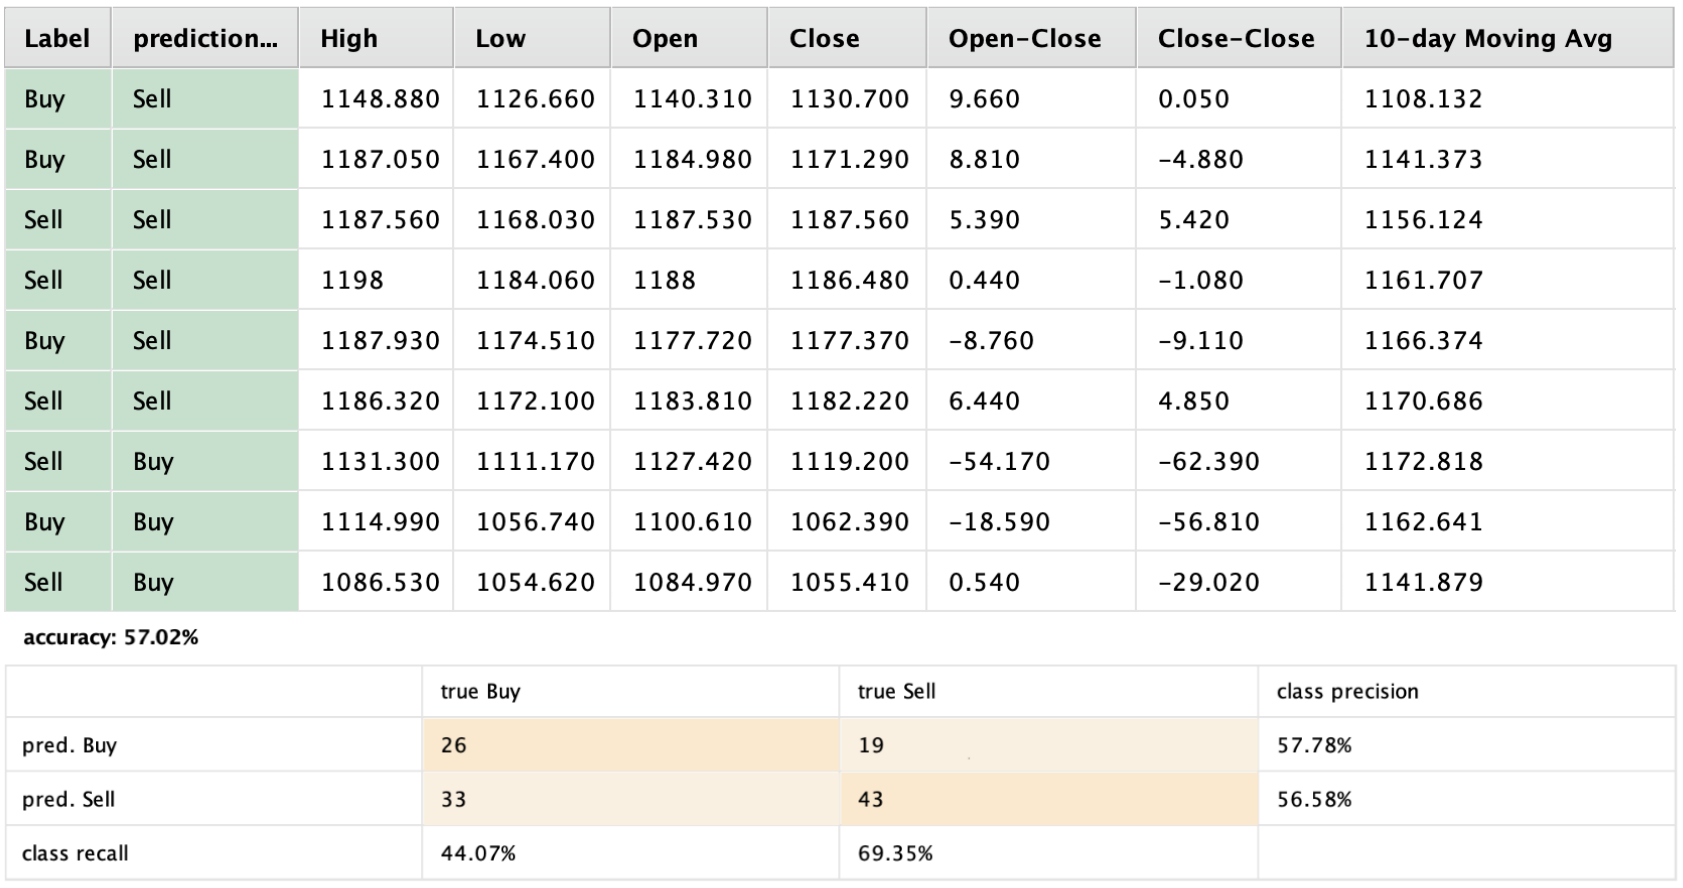 Label prediction... High Low Open Close Open-Close Close-Close 10-day Moving Avg
Buy Sell 1148.880 1126.660 1140.310 1130.700 9.660 0.050 1108.132
Buy Sell 1187.050 1167.400 1184.980 1171.290 8.810 -4.880 1141.373
Sell Sell 1187.560 1168.030 1187.530 1187.560 5.390 5.420 1156.124
Sell Sell 1198 1184.060 1188 1186.480 0.440 -1.080 1161.707
Buy Sell 1187.930 1174.510 1177.720 1177.370 -8.760 -9.110 1166.374
Sell Sell 1186.320 1172.100 1183.810 1182.220 6.440 4.850 1170.686
Sell Buy 1131.300 1111.170 1127.420 1119.200 -54.170 -62.390 1172.818
Buy Buy 1114.990 1056.740 1100.610 1062.390 -18.590 -56.810 1162.641
Sell Buy 1086.530 1054.620 1084.970 1055.410 0.540 -29.020 1141.879
accuracy: 57.02%
true Buy true Sell class precision
pred. Buy 26 19 57.78%
pred. Sell 33 43 56.58%
class recall 44.07% 69.35%